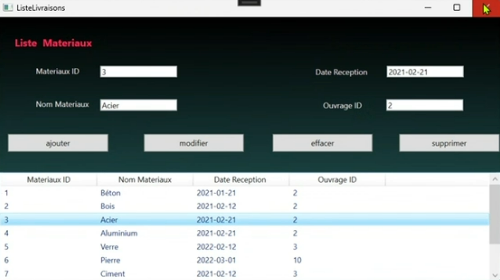 ListeLivraisons
Liste Materiaux
Materiaux ID 3 Date Reception 2021-02-21
Nom Materiaux Acier Ouvrage ID 2
ajouter modifier effacer supprimer
Materiaux ID Nom Materiaux Date Reception Ouvrage ID
1 Béton 2021-01-21 2
2 Bois 2021-02-12 2
3 Acier 2021-02-21 2
4 Aluminium 2021-02-21 2
5 Verre 2022-02-12 3
6 Pierre 2022-03-01 10
7 Ciment 2021-02-12 3